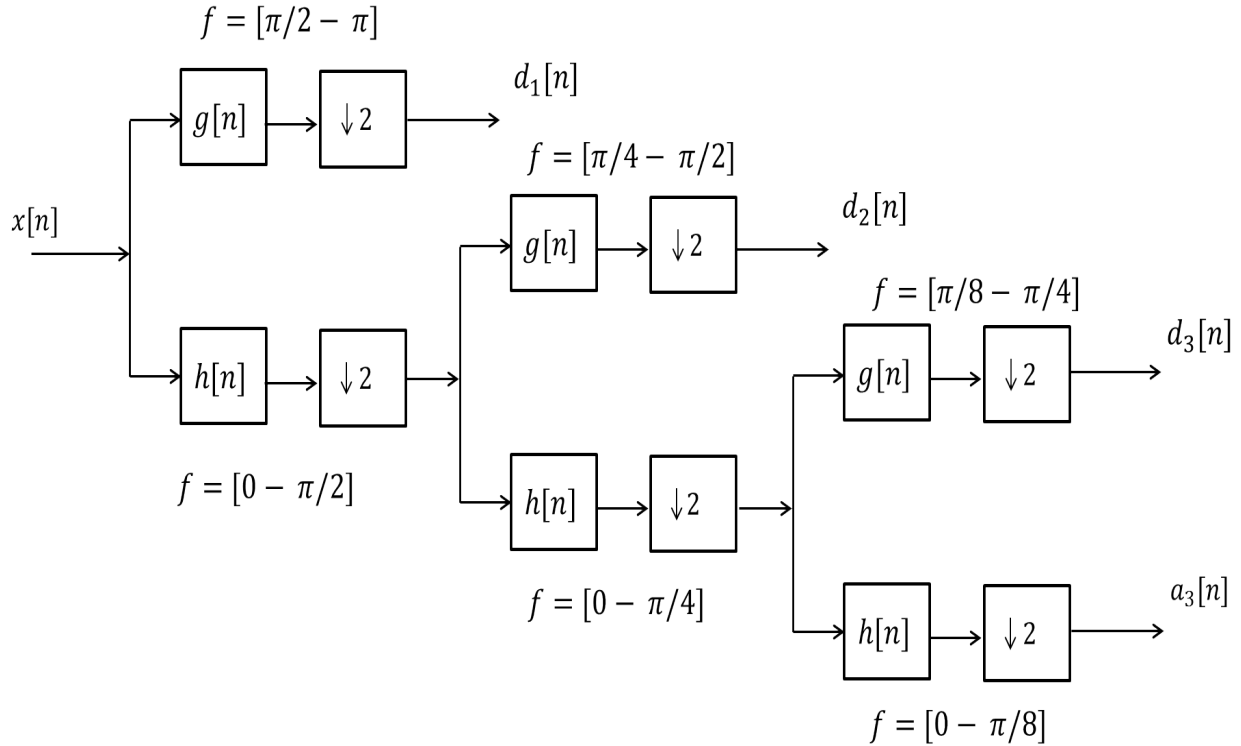 f = [π/2 − π]
d₁[n]
g[n]
↓2
f = [π/4 − π/2]
x[n]
d₂[n]
g[n]
↓2
f = [π/8 − π/4]
d₃[n]
h[n]
↓2
g[n]
↓2
f = [0 − π/2]
h[n]
↓2
f = [0 − π/4]
a₃[n]
h[n]
↓2
f = [0 − π/8]